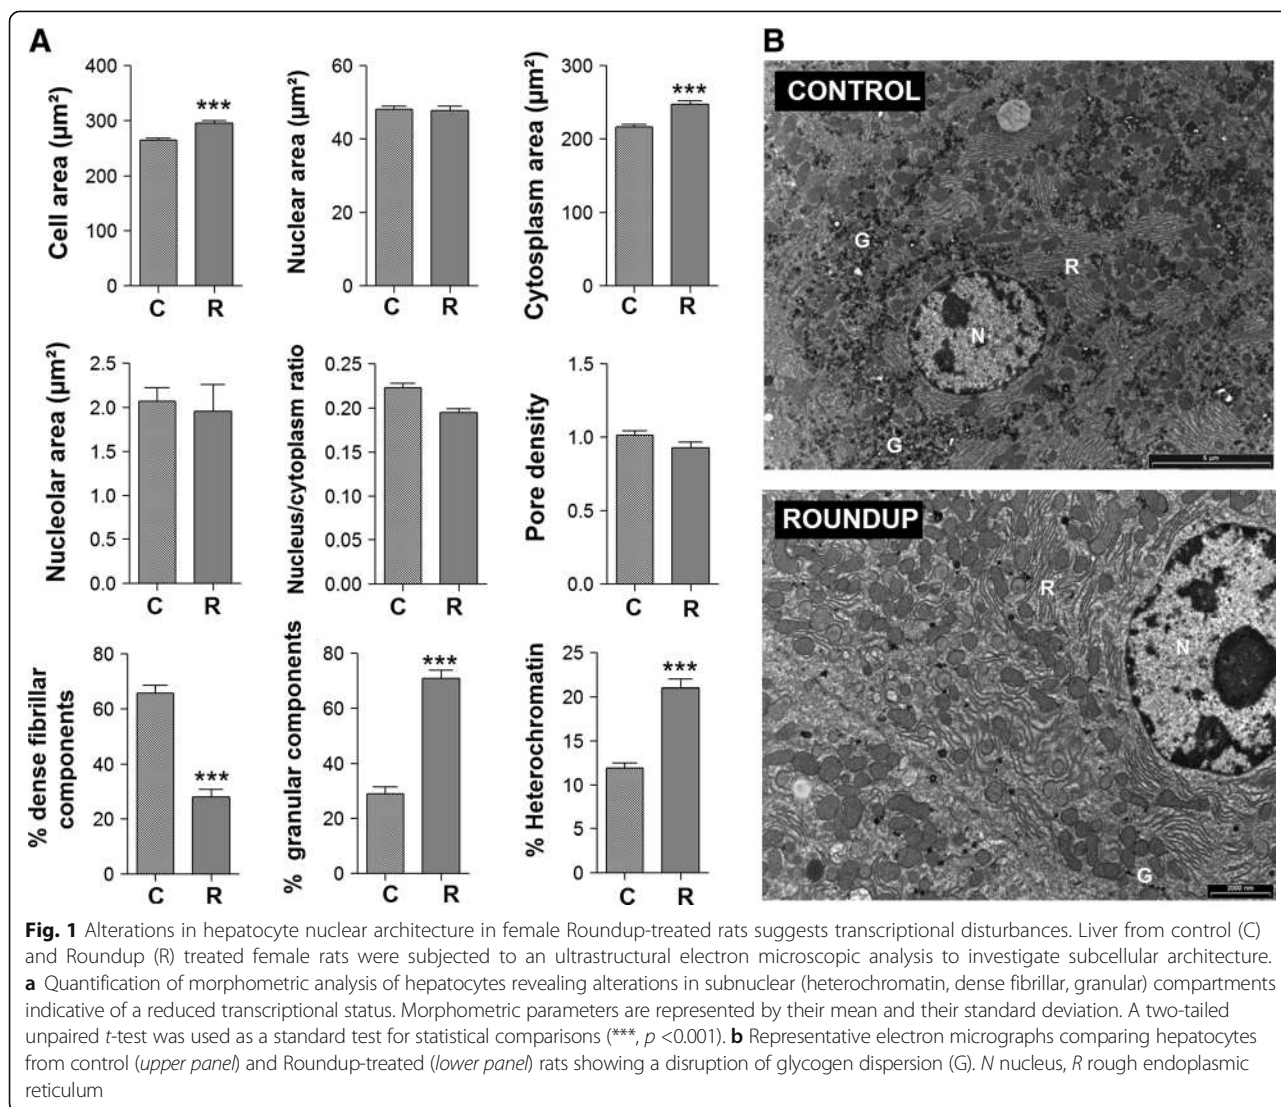 A
B
Cell area (µm²)
400
300
200
100
0
***
C R
Nuclear area (µm²)
60
40
20
0
C R
Cytosplasm area (µm²)
300
200
100
0
***
C R
Nucleolar area (µm²)
2.5
2.0
1.5
1.0
0.5
0.0
C R
Nucleus/cytoplasm ratio
0.25
0.20
0.15
0.10
0.05
0.00
C R
Pore density
1.5
1.0
0.5
0.0
C R
% dense fibrillar
components
80
60
40
20
0
***
C R
% granular components
80
60
40
20
0
***
C R
% Heterochromatin
25
20
15
10
5
0
***
C R
CONTROL
G
R
N
G
5 µm
ROUNDUP
R
N
G
2000 nm
Fig. 1 Alterations in hepatocyte nuclear architecture in female Roundup-treated rats suggests transcriptional disturbances. Liver from control (C)
and Roundup (R) treated female rats were subjected to an ultrastructural electron microscopic analysis to investigate subcellular architecture.
a Quantification of morphometric analysis of hepatocytes revealing alterations in subnuclear (heterochromatin, dense fibrillar, granular) compartments
indicative of a reduced transcriptional status. Morphometric parameters are represented by their mean and their standard deviation. A two-tailed
unpaired t-test was used as a standard test for statistical comparisons (***, p <0.001). b Representative electron micrographs comparing hepatocytes
from control (upper panel) and Roundup-treated (lower panel) rats showing a disruption of glycogen dispersion (G). N nucleus, R rough endoplasmic
reticulum